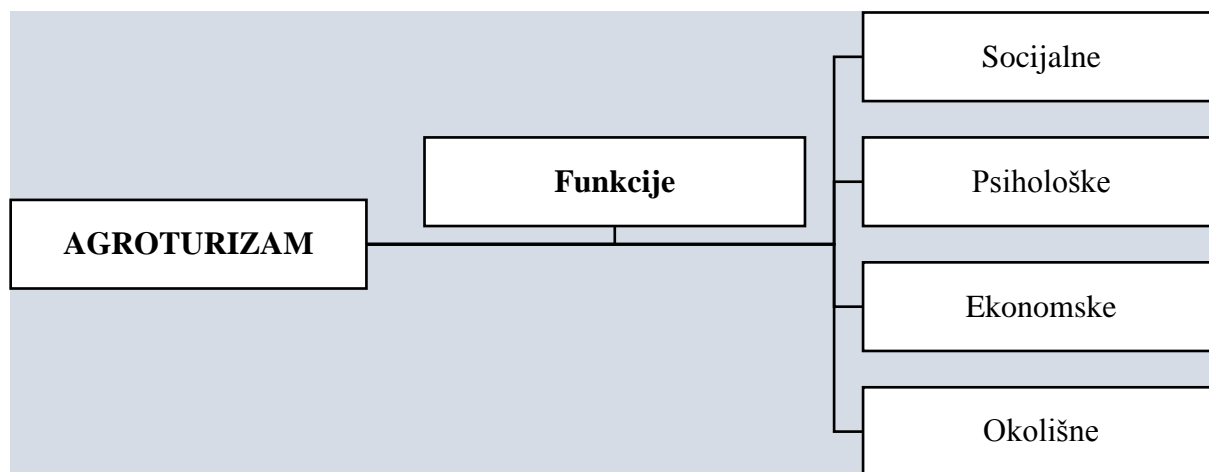 AGROTURIZAM
Funkcije
Socijalne
Psihološke
Ekonomske
Okolišne